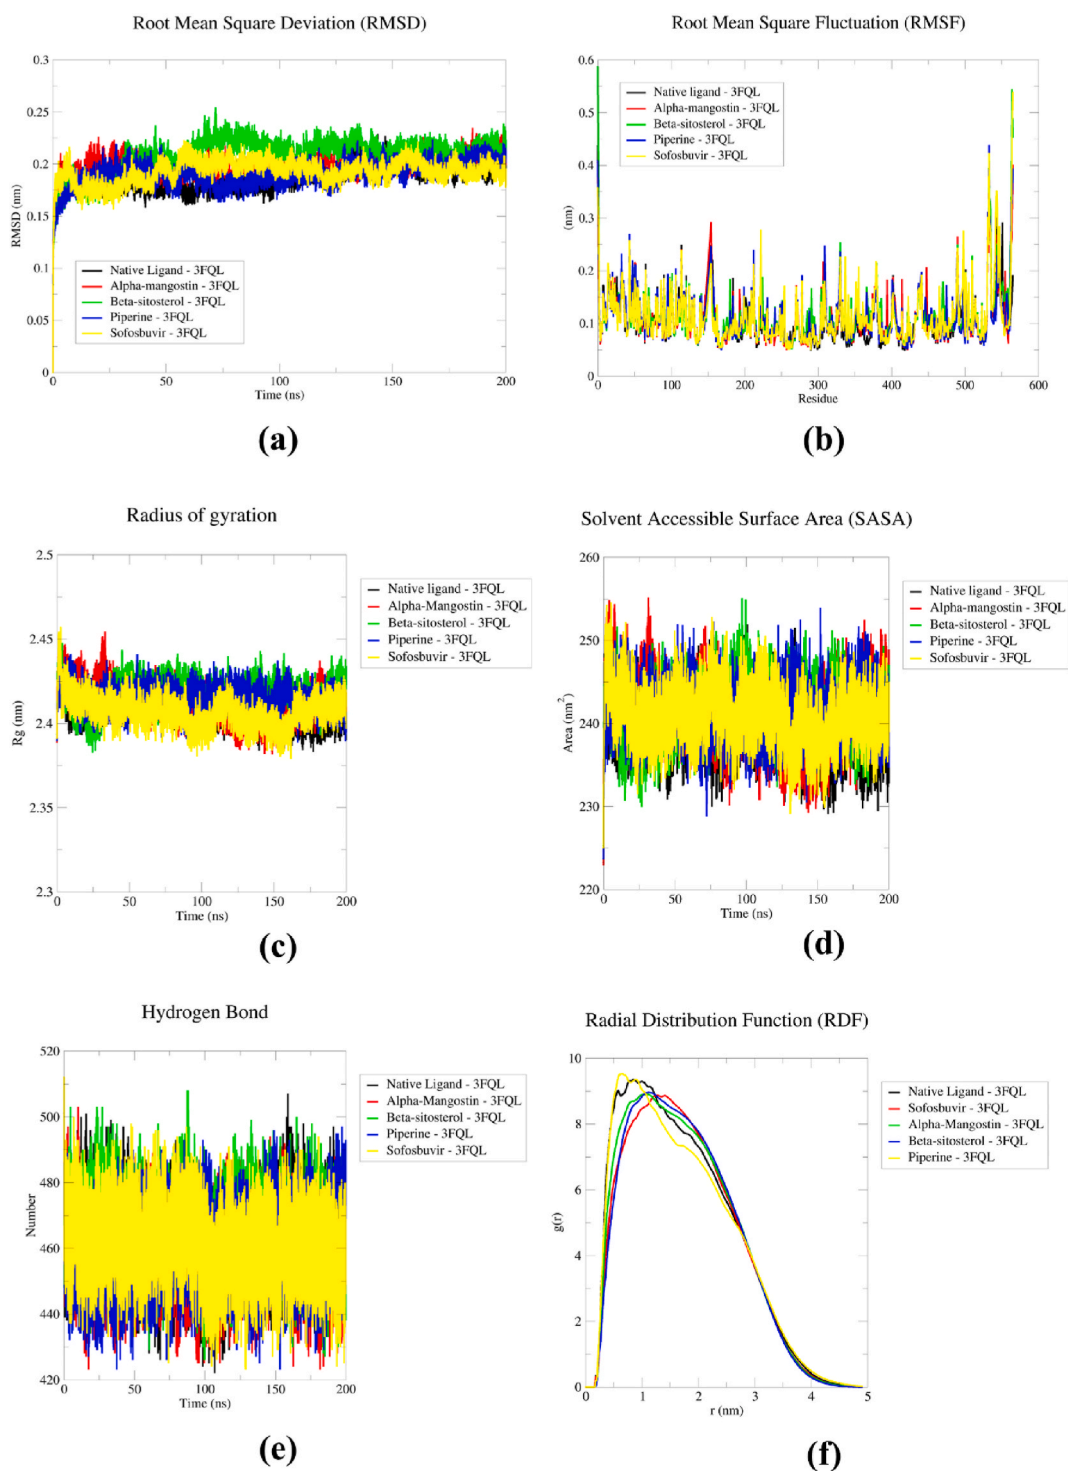 Root Mean Square Deviation (RMSD)
0.3
0.25
0.2
0.15
0.1
0.05
0
RMSD (nm)
Native Ligand - 3FQL
Alpha-mangostin - 3FQL
Beta-sitosterol - 3FQL
Piperine - 3FQL
Sofosbuvir - 3FQL
0 50 100 150 200
Time (ns)
(a)
Root Mean Square Fluctuation (RMSF)
0.6
0.5
0.4
0.3
0.2
0.1
0
(nm)
Native ligand - 3FQL
Alpha-mangostin - 3FQL
Beta-sitosterol - 3FQL
Piperine - 3FQL
Sofosbuvir - 3FQL
0 100 200 300 400 500 600
Residue
(b)
Radius of gyration
2.5
2.45
2.4
2.35
2.3
Rg (nm)
Native ligand - 3FQL
Alpha-Mangostin - 3FQL
Beta-sitosterol - 3FQL
Piperine - 3FQL
Sofosbuvir - 3FQL
0 50 100 150 200
Time (ns)
(c)
Solvent Accessible Surface Area (SASA)
260
250
240
230
220
Area (nm²)
Native ligand - 3FQL
Alpha-mangostin - 3FQL
Beta-sitosterol - 3FQL
Piperine - 3FQL
Sofosbuvir - 3FQL
0 50 100 150 200
Time (ns)
(d)
Hydrogen Bond
520
500
480
460
440
420
Number
Native Ligand - 3FQL
Alpha-Mangostin - 3FQL
Beta-sitosterol - 3FQL
Piperine - 3FQL
Sofosbuvir - 3FQL
0 50 100 150 200
Time (ns)
(e)
Radial Distribution Function (RDF)
10
8
6
4
2
0
g(r)
Native Ligand - 3FQL
Sofosbuvir - 3FQL
Alpha-Mangostin - 3FQL
Beta-sitosterol - 3FQL
Piperine - 3FQL
0 1 2 3 4 5
r (nm)
(f)